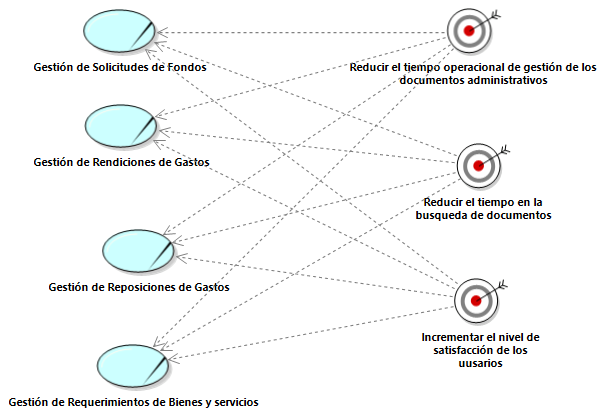 Gestión de Solicitudes de Fondos
Reducir el tiempo operacional de gestión de los
documentos administrativos
Gestión de Rendiciones de Gastos
Reducir el tiempo en la
busqueda de documentos
Gestión de Reposiciones de Gastos
Incrementar el nivel de
satisfacción de los
uusarios
Gestión de Requerimientos de Bienes y servicios